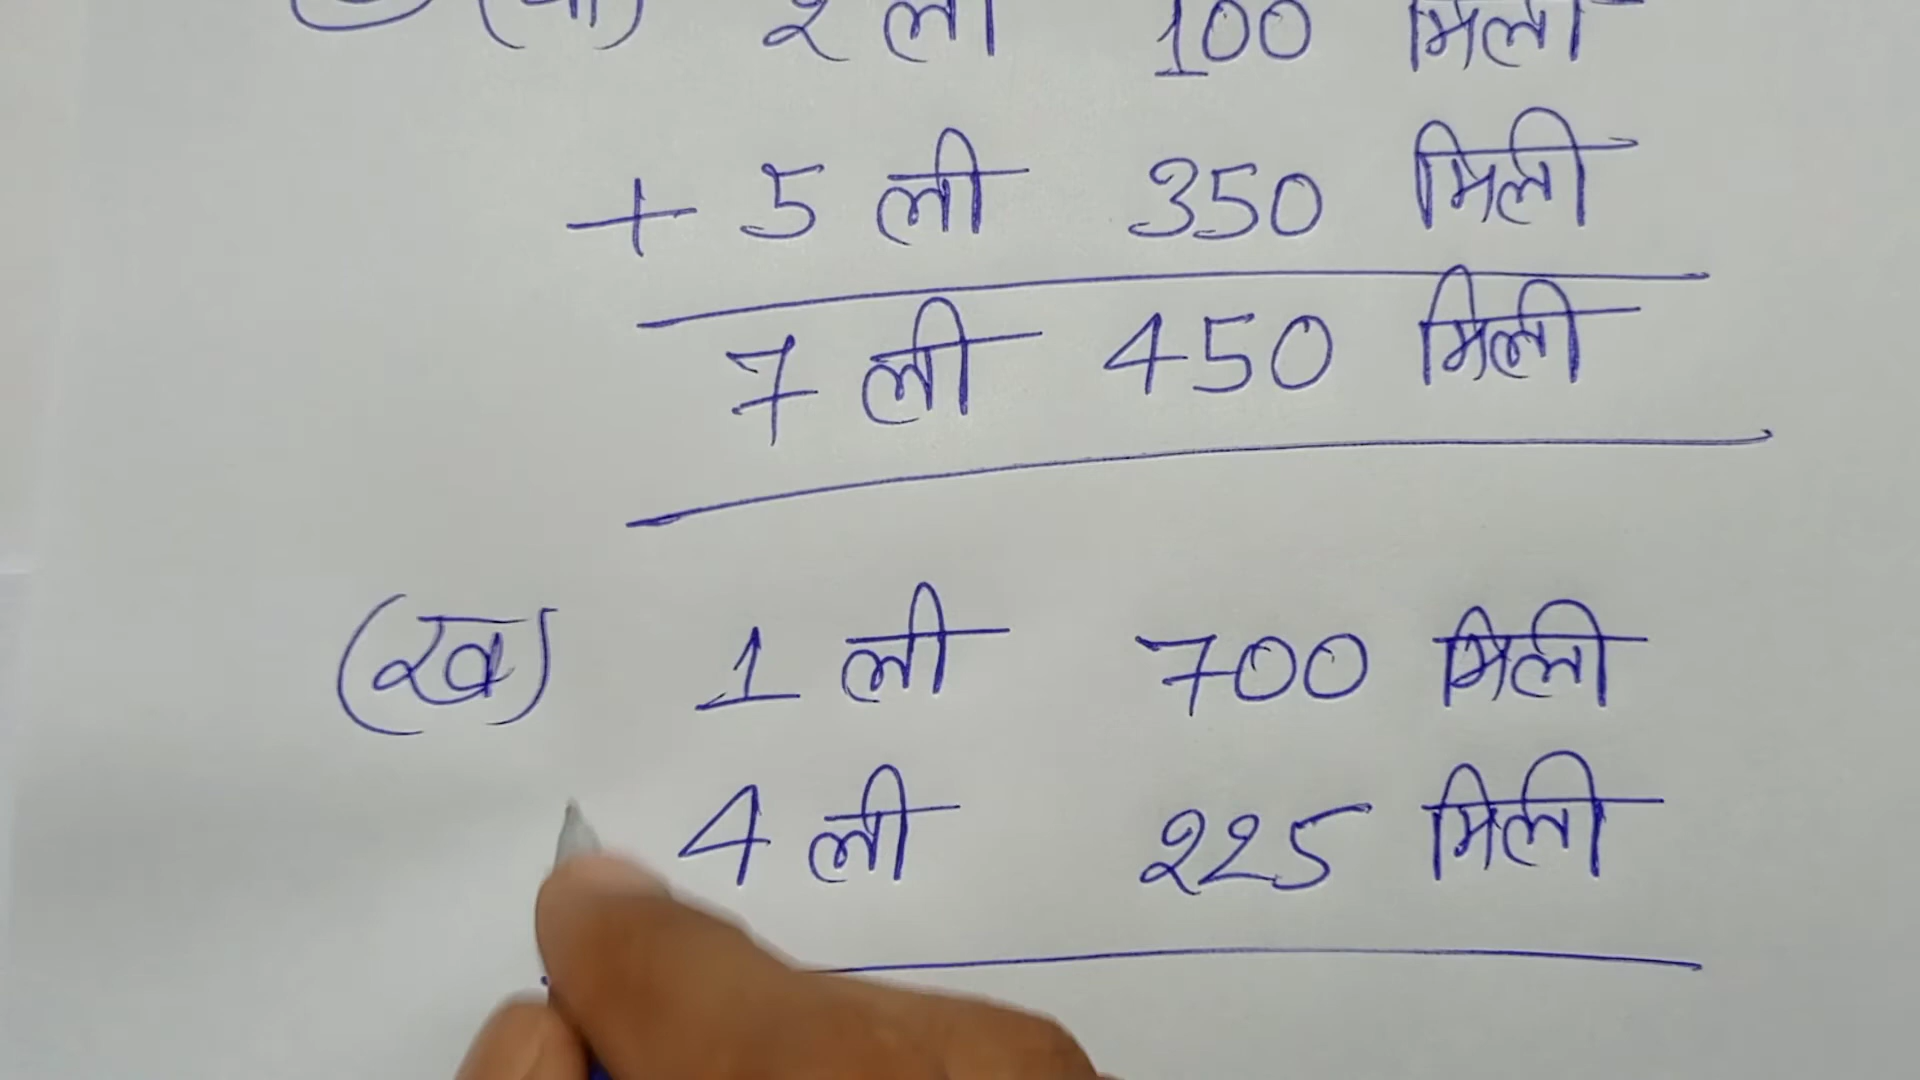 2 ली 100 मिली
+ 5 ली 350 मिली
7 ली 450 मिली
(ख) 1 ली 700 मिली
4 ली 225 मिली